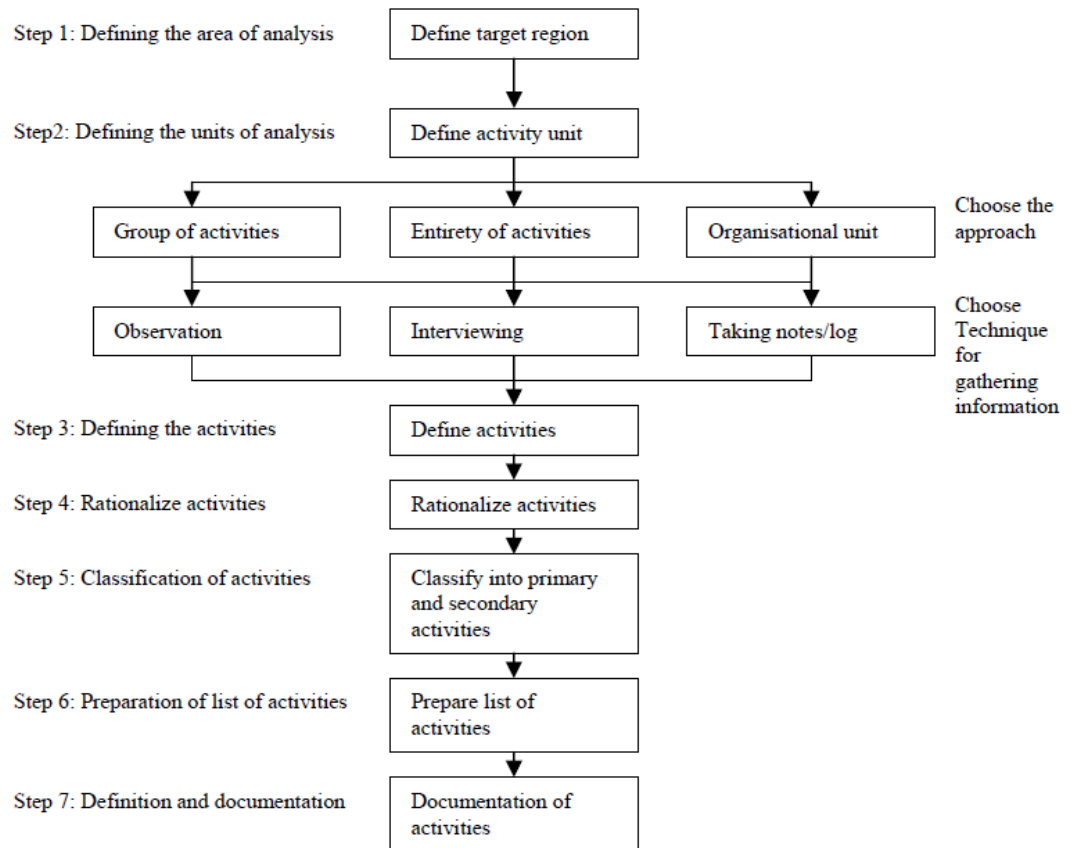 Step 1: Defining the area of analysis
Define target region
Step2: Defining the units of analysis
Define activity unit
Group of activities
Entirety of activities
Organisational unit
Choose the
approach
Observation
Interviewing
Taking notes/log
Choose
Technique
for
gathering
information
Step 3: Defining the activities
Define activities
Step 4: Rationalize activities
Rationalize activities
Step 5: Classification of activities
Classify into primary
and secondary
activities
Step 6: Preparation of list of activities
Prepare list of
activities
Step 7: Definition and documentation
Documentation of
activities